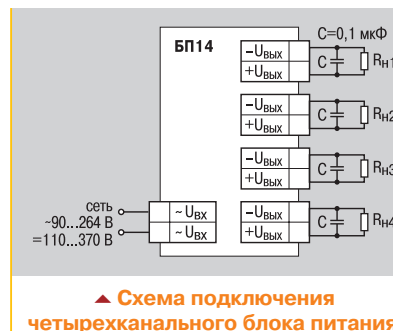 C=0,1 мкФ
БП14
–Uвых
+Uвых
C
Rн1
–Uвых
+Uвых
C
Rн2
–Uвых
+Uвых
C
Rн3
сеть
~90...264 В
=110...370 В
~ Uвх
~ Uвх
–Uвых
+Uвых
C
Rн4
▲ Схема подключения
четырехканального блока питания